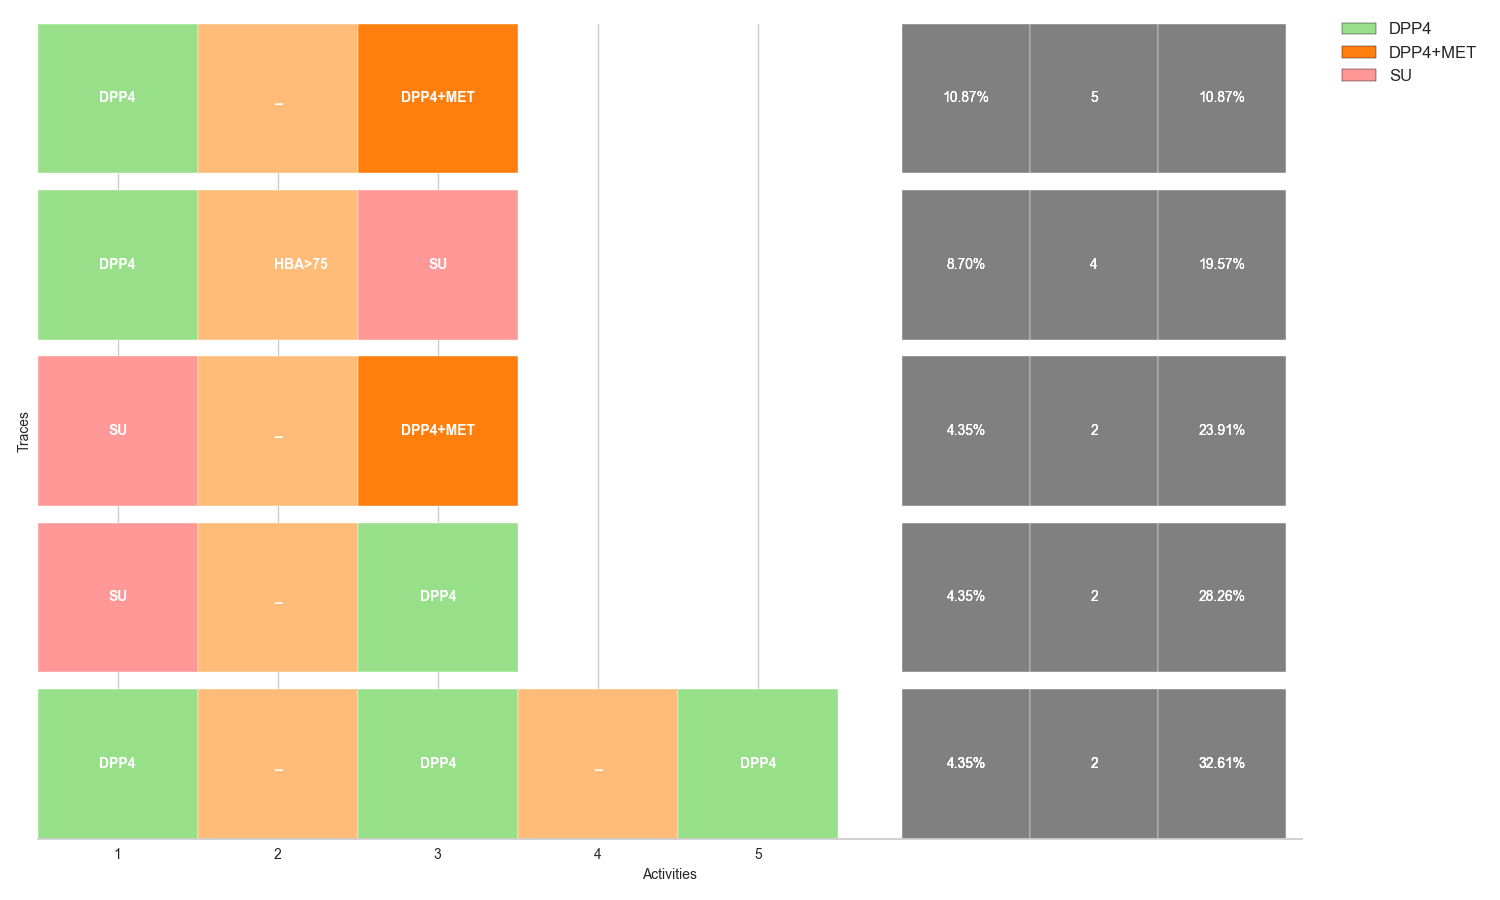 DPP4
DPP4+MET
SU
DPP4 _ DPP4+MET 10.87% 5 10.87%
DPP4 HBA>75 SU 8.70% 4 19.57%
SU _ DPP4+MET 4.35% 2 23.91%
SU _ DPP4 4.35% 2 28.26%
DPP4 _ DPP4 _ DPP4 4.35% 2 32.61%
Traces
1 2 3 4 5
Activities